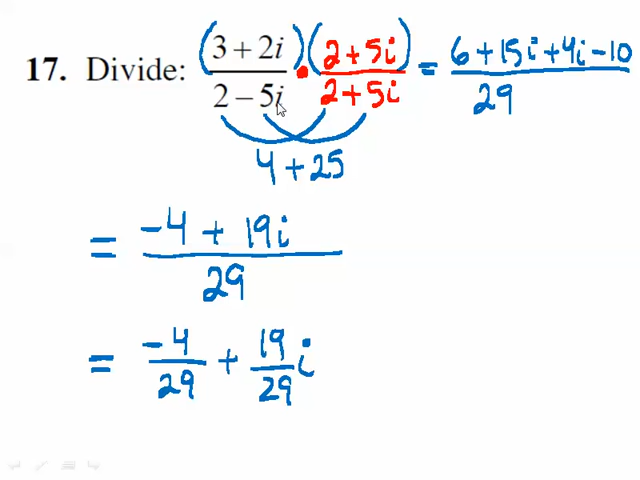 17. Divide: (3 + 2i)/(2 − 5i) • (2 + 5i)/(2 + 5i) = (6 + 15i + 4i − 10)/29
4 + 25
= (−4 + 19i)/29
= −4/29 + 19/29 i